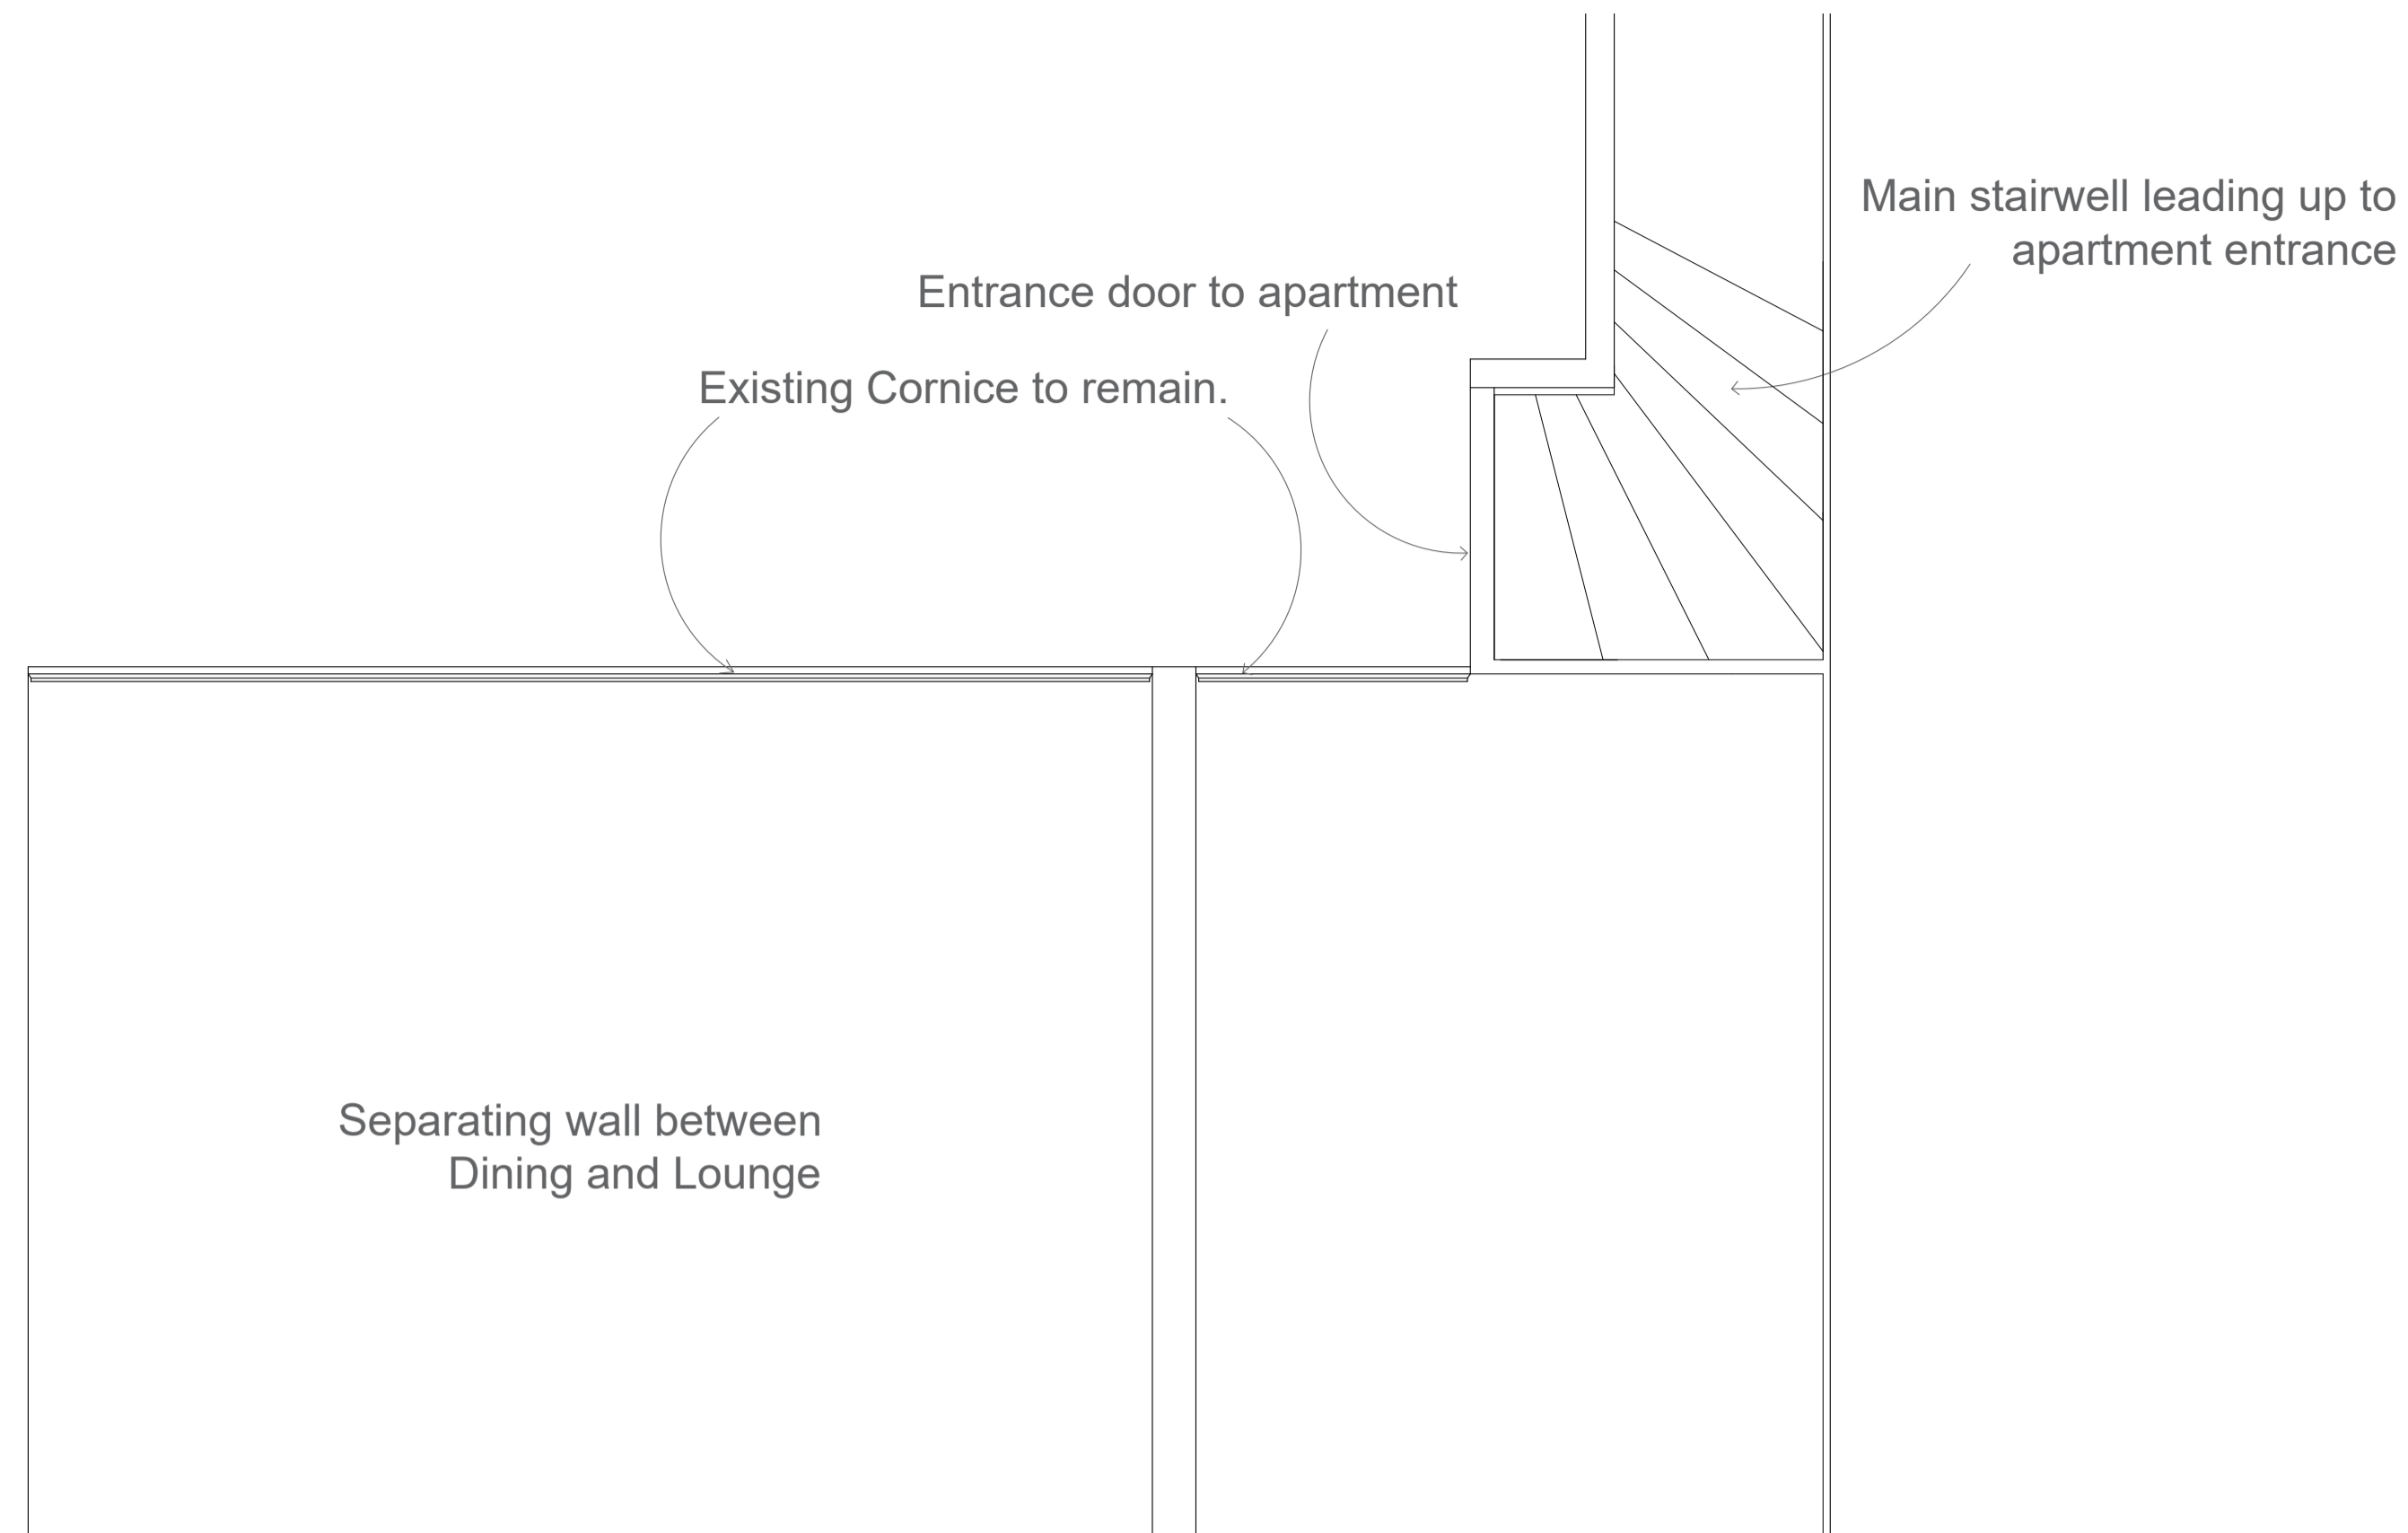 Main stairwell leading up to
apartment entrance
Entrance door to apartment
Existing Cornice to remain.
Separating wall between
Dining and Lounge